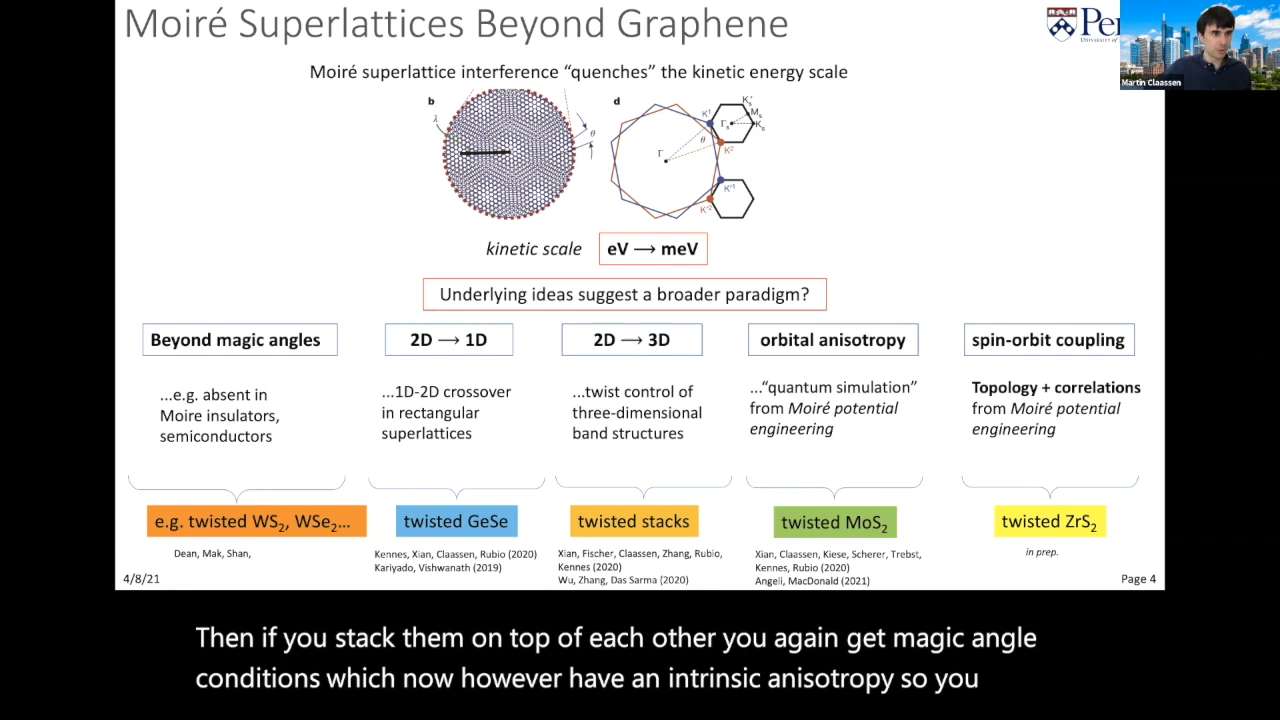 Moiré Superlattices Beyond Graphene
Martin Claassen
Moiré superlattice interference “quenches” the kinetic energy scale
b
λ
θ
d
Γ
θ
K¹
K²
K'¹
K'²
Γₛ
K'ₛ
Mₛ
Kₛ
kinetic scale
eV ⟶ meV
Underlying ideas suggest a broader paradigm?
Beyond magic angles
2D ⟶ 1D
2D ⟶ 3D
orbital anisotropy
spin-orbit coupling
...e.g. absent in
Moire insulators,
semiconductors
...1D-2D crossover
in rectangular
superlattices
...twist control of
three-dimensional
band structures
...“quantum simulation”
from Moiré potential
engineering
Topology + correlations
from Moiré potential
engineering
e.g. twisted WS₂, WSe₂...
twisted GeSe
twisted stacks
twisted MoS₂
twisted ZrS₂
Dean, Mak, Shan,
Kennes, Xian, Claassen, Rubio (2020)
Kariyado, Vishwanath (2019)
Xian, Fischer, Claassen, Zhang, Rubio,
Kennes (2020)
Wu, Zhang, Das Sarma (2020)
Xian, Claassen, Kiese, Scherer, Trebst,
Kennes, Rubio (2020)
Angeli, MacDonald (2021)
in prep.
4/8/21
Page 4
Then if you stack them on top of each other you again get magic angle
conditions which now however have an intrinsic anisotropy so you